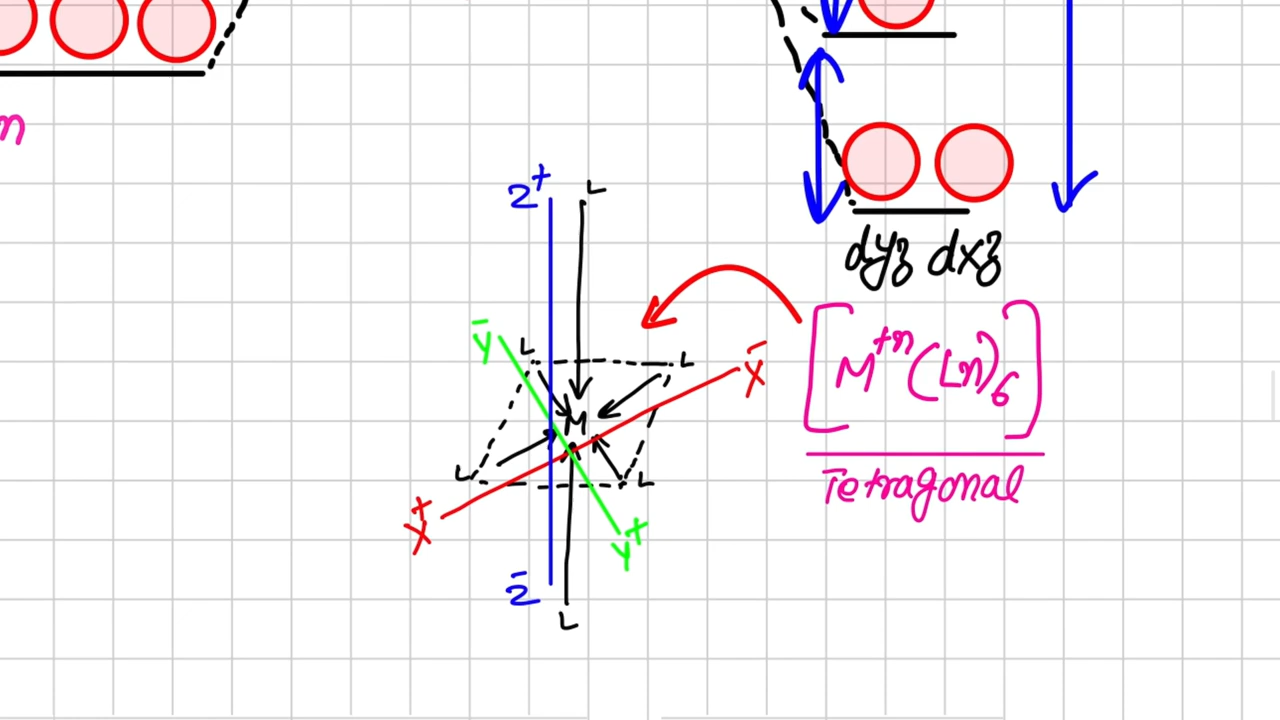 n
Z+ L
dyz dxz
ȳ L L x̄
[M+n(Ln)6]
M
L L
Tetragonal
x+ y+
z̄
L